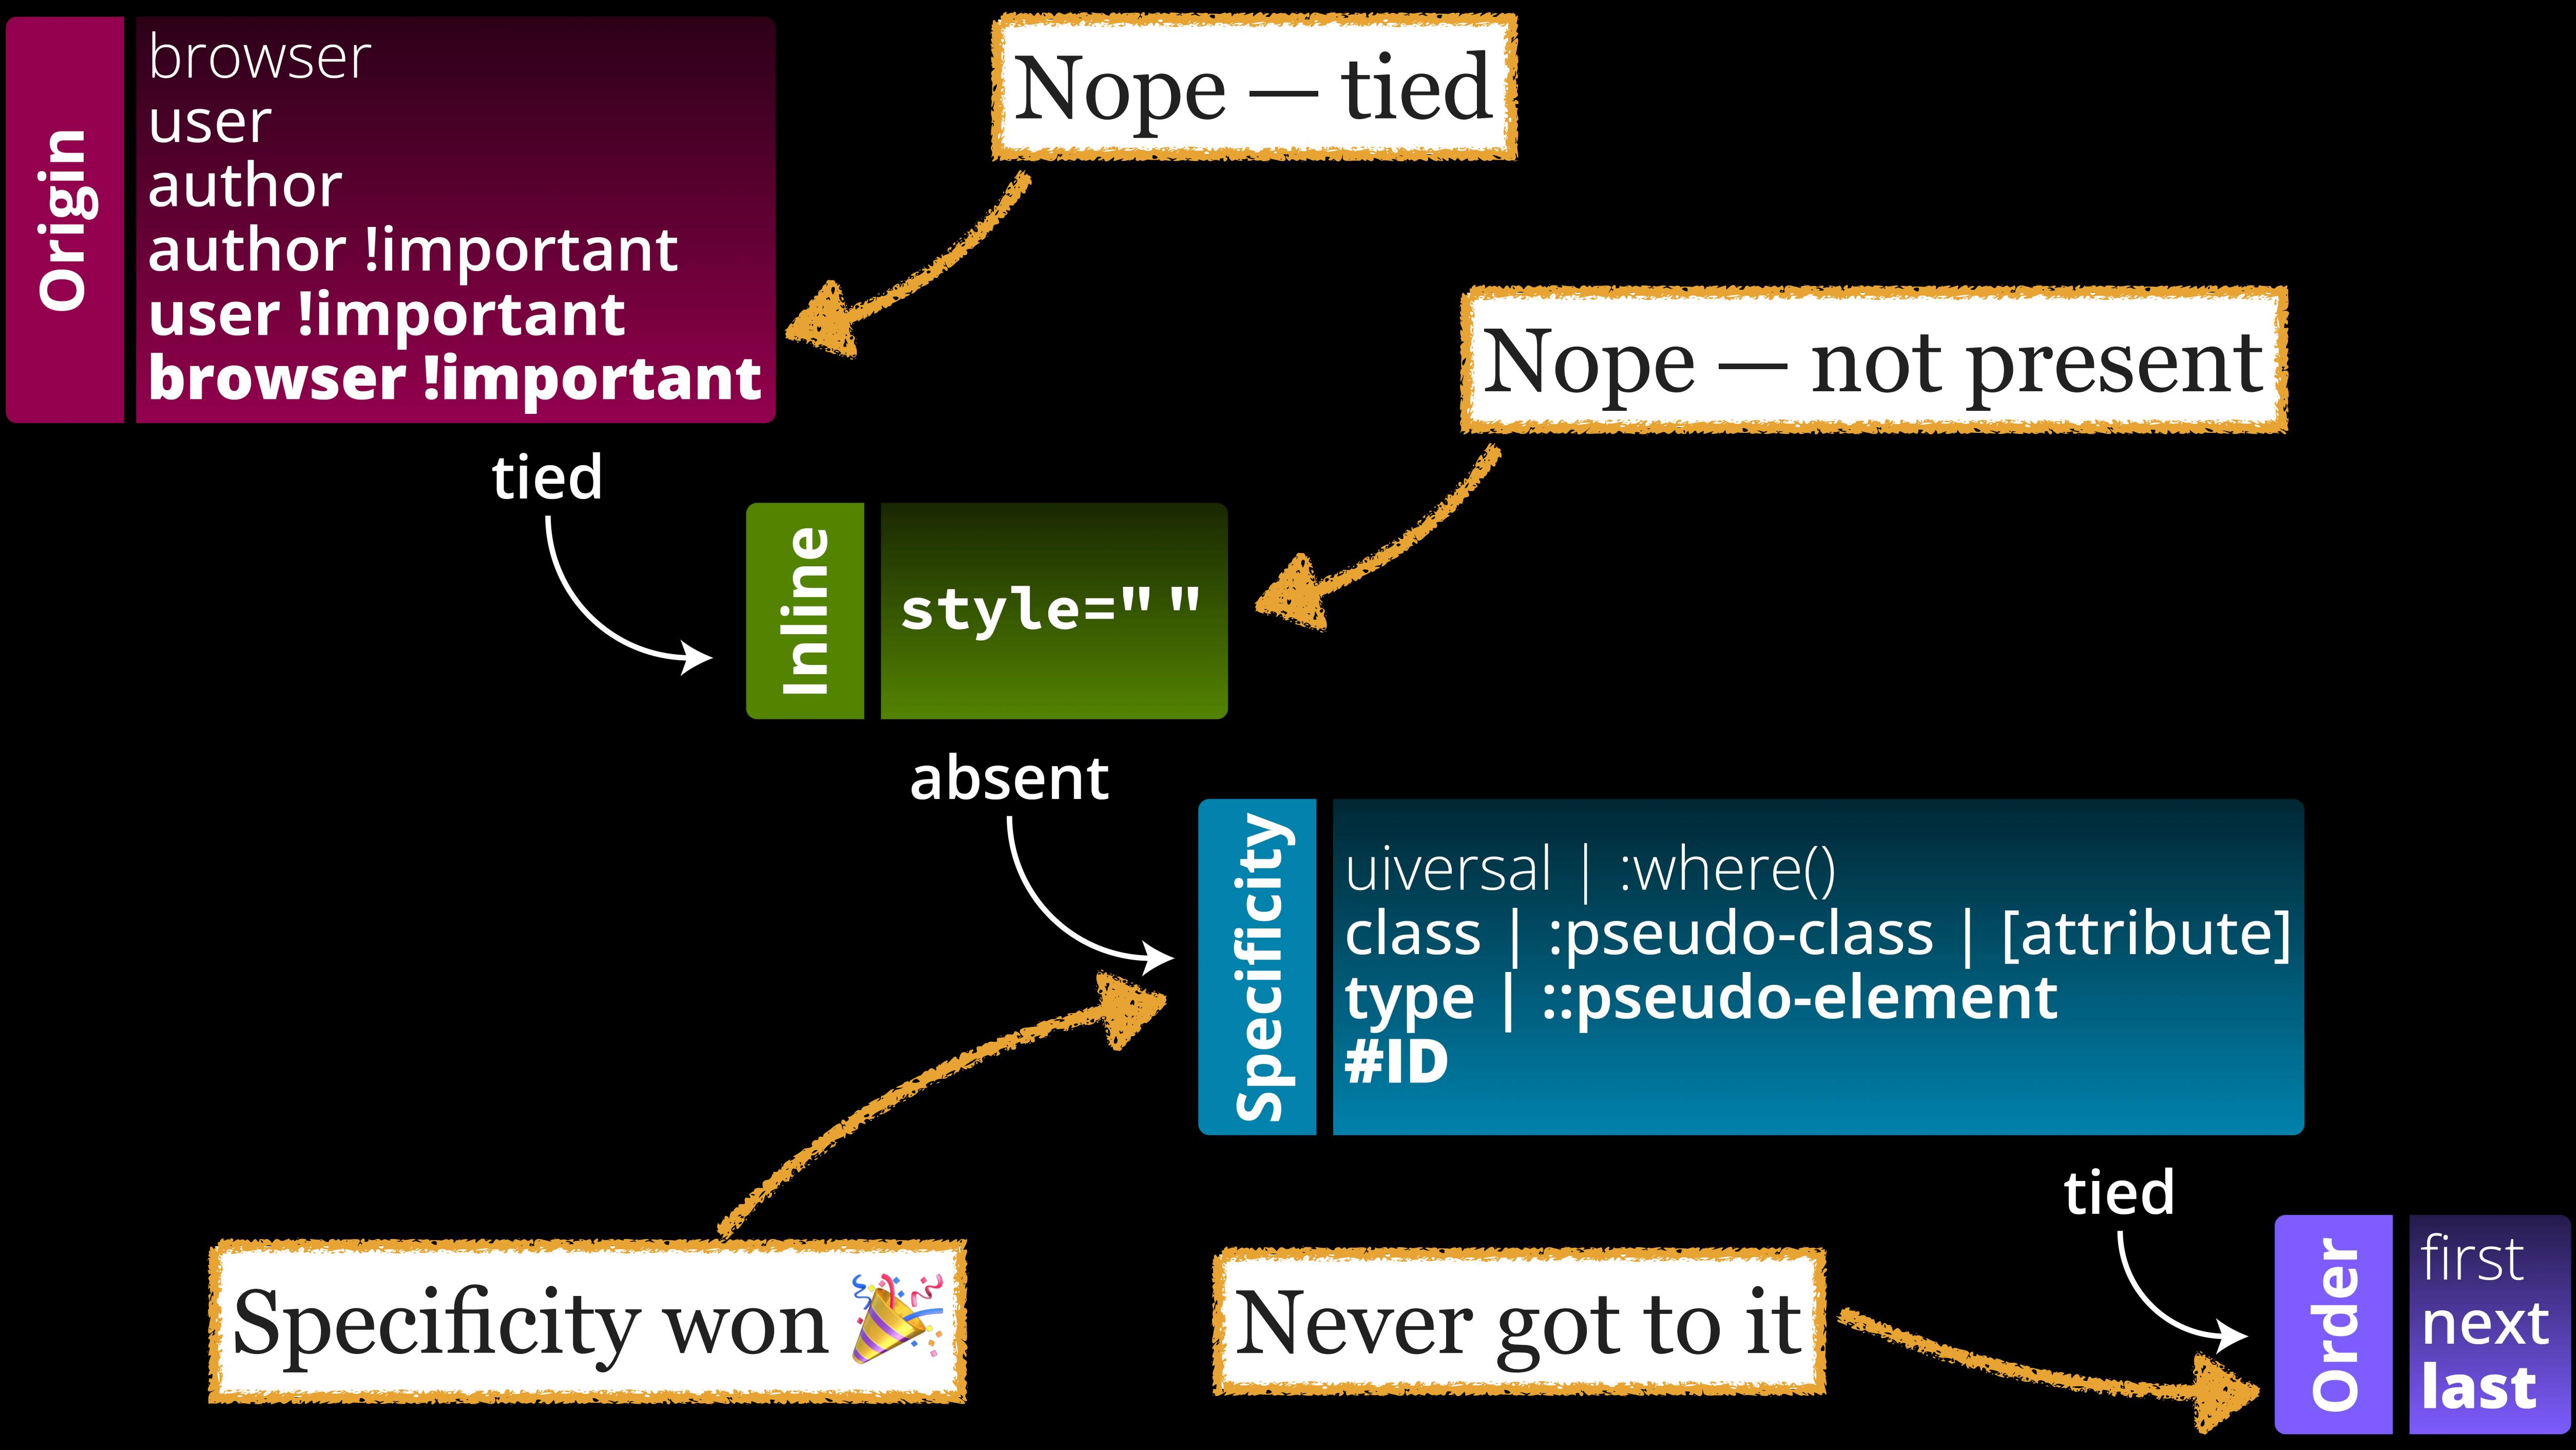 Origin
browser
user
author
author !important
user !important
browser !important
Nope — tied
Nope — not present
tied
Inline
style=""
absent
Specificity
uiversal | :where()
class | :pseudo-class | [attribute]
type | ::pseudo-element
#ID
Specificity won 🎉
Never got to it
tied
Order
first
next
last